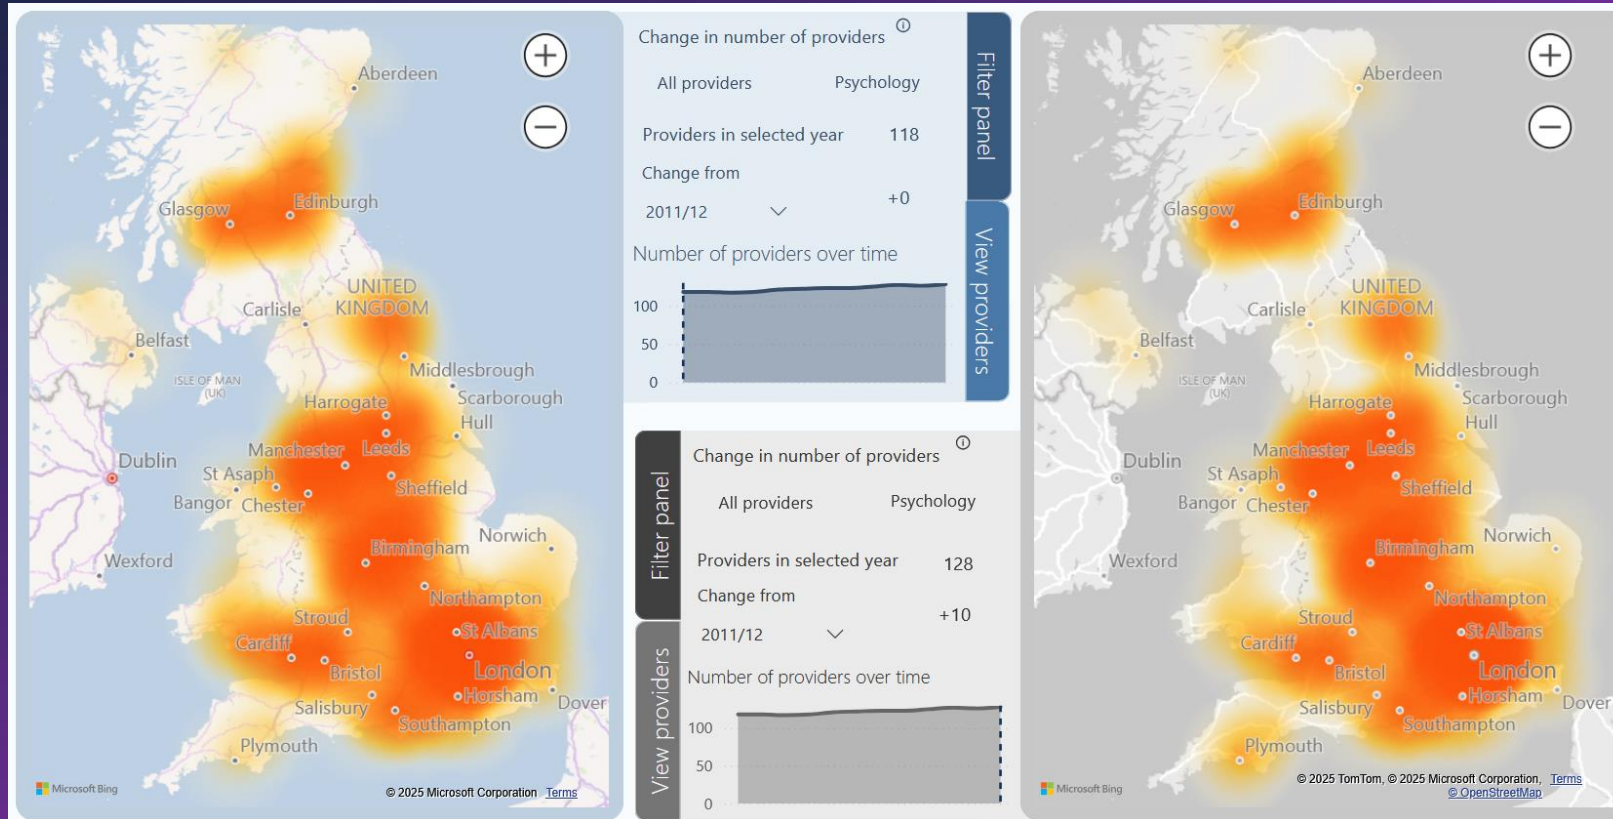 Aberdeen
Glasgow
Edinburgh
UNITED
KINGDOM
Carlisle
Belfast
ISLE OF MAN
(UK)
Middlesbrough
Scarborough
Harrogate
Hull
Manchester
Leeds
Dublin
St Asaph
Sheffield
Bangor
Chester
Norwich
Birmingham
Wexford
Northampton
Stroud
St Albans
Cardiff
Bristol
London
Horsham
Salisbury
Dover
Southampton
Plymouth
Microsoft Bing
© 2025 Microsoft Corporation Terms
Change in number of providers
All providers Psychology
Providers in selected year 118
Change from
+0
2011/12
Number of providers over time
100
50
0
Filter panel
View providers
Filter panel
View providers
Change in number of providers
All providers Psychology
Providers in selected year 128
Change from
+10
2011/12
Number of providers over time
100
50
0
Aberdeen
Glasgow
Edinburgh
UNITED
KINGDOM
Carlisle
Belfast
ISLE OF MAN
(UK)
Middlesbrough
Scarborough
Harrogate
Hull
Manchester
Leeds
Dublin
St Asaph
Sheffield
Bangor
Chester
Norwich
Birmingham
Wexford
Northampton
Stroud
St Albans
Cardiff
Bristol
London
Horsham
Salisbury
Dover
Southampton
Plymouth
Microsoft Bing
© 2025 TomTom, © 2025 Microsoft Corporation, Terms
© OpenStreetMap